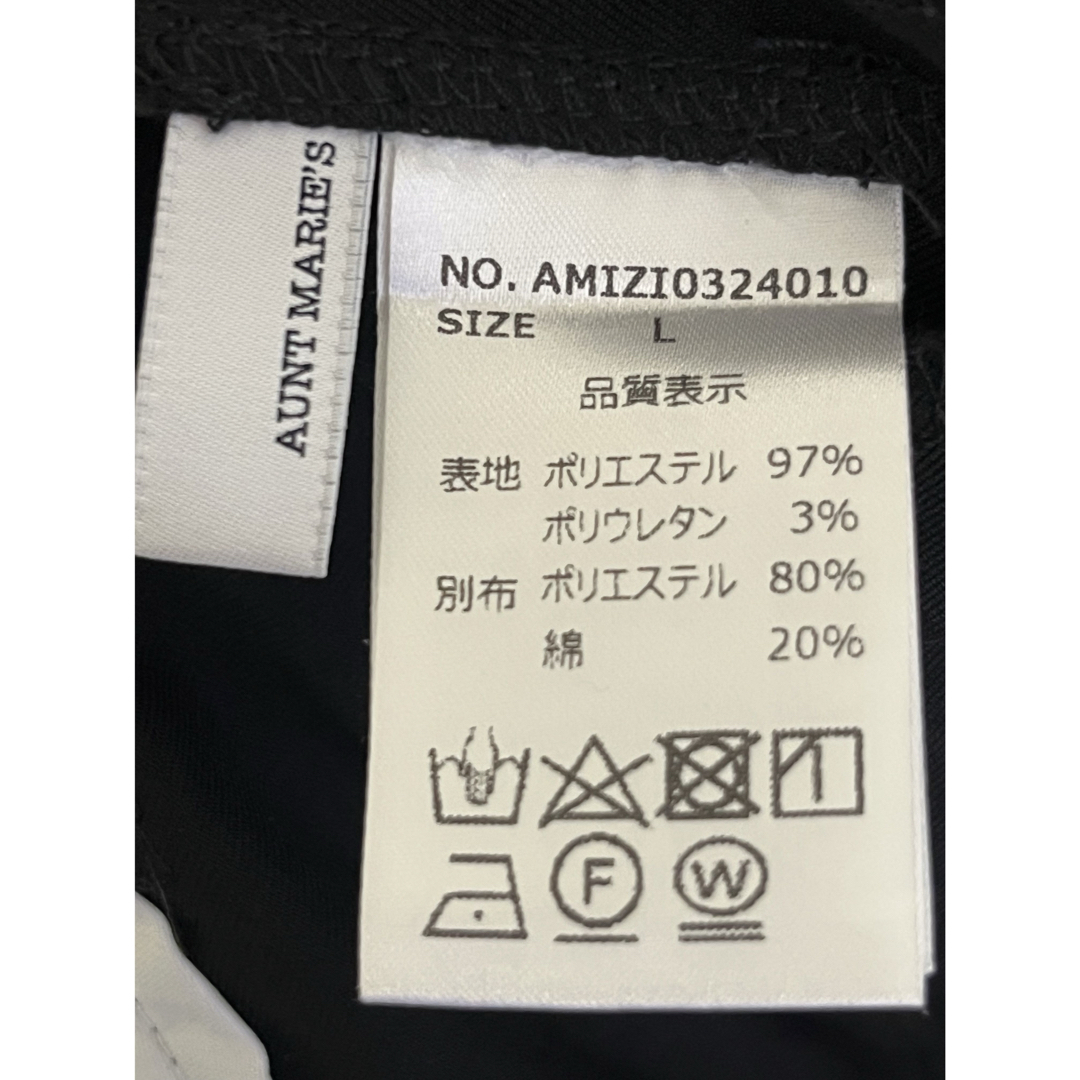 AUNT MARIE'S
NO. AMIZI0324010
SIZE L
品質表示
表地 ポリエステル 97%
ポリウレタン 3%
別布 ポリエステル 80%
綿 20%
F
W